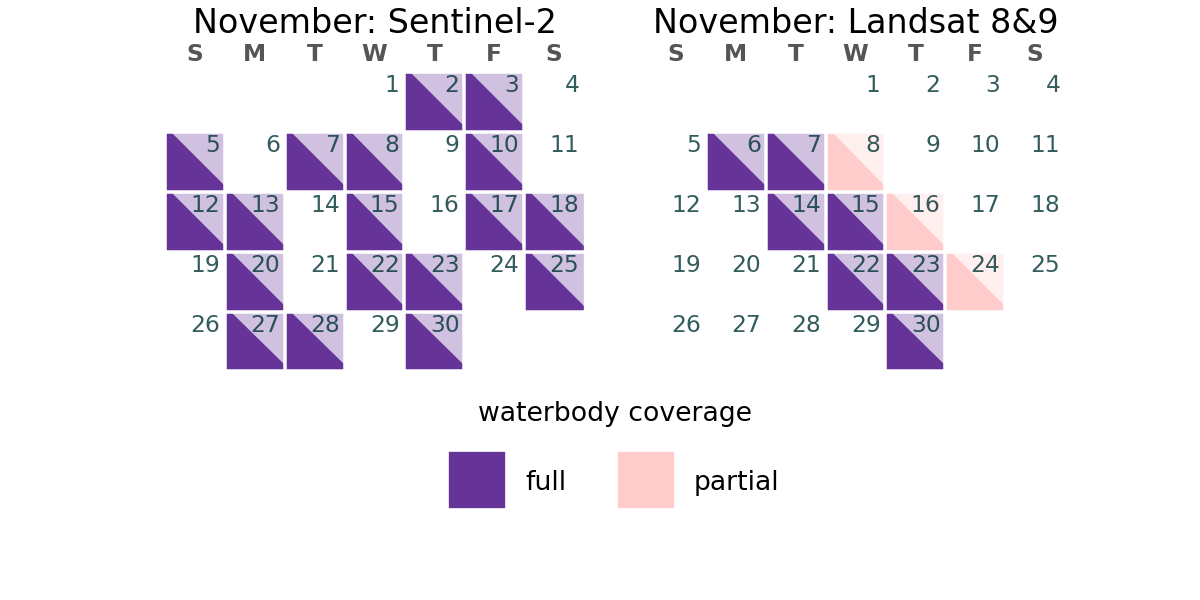 November: Sentinel-2
S M T W T F S
1 2 3 4
5 6 7 8 9 10 11
12 13 14 15 16 17 18
19 20 21 22 23 24 25
26 27 28 29 30
November: Landsat 8&9
S M T W T F S
1 2 3 4
5 6 7 8 9 10 11
12 13 14 15 16 17 18
19 20 21 22 23 24 25
26 27 28 29 30
waterbody coverage
full partial